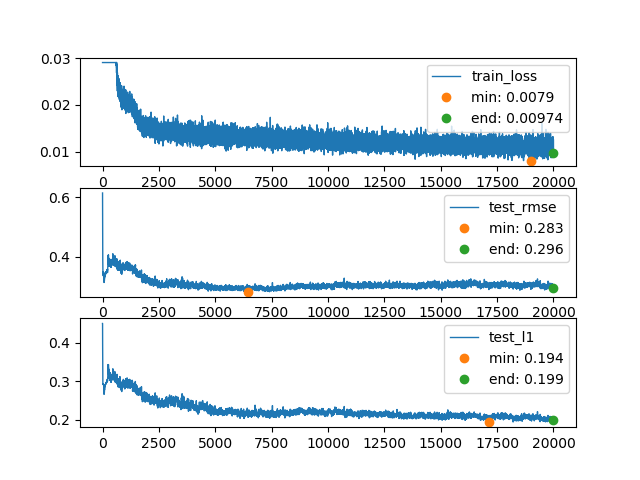 0.03
0.02
0.01
train_loss
min: 0.0079
end: 0.00974
0 2500 5000 7500 10000 12500 15000 17500 20000
0.6
0.4
test_rmse
min: 0.283
end: 0.296
0 2500 5000 7500 10000 12500 15000 17500 20000
0.4
0.3
0.2
test_l1
min: 0.194
end: 0.199
0 2500 5000 7500 10000 12500 15000 17500 20000